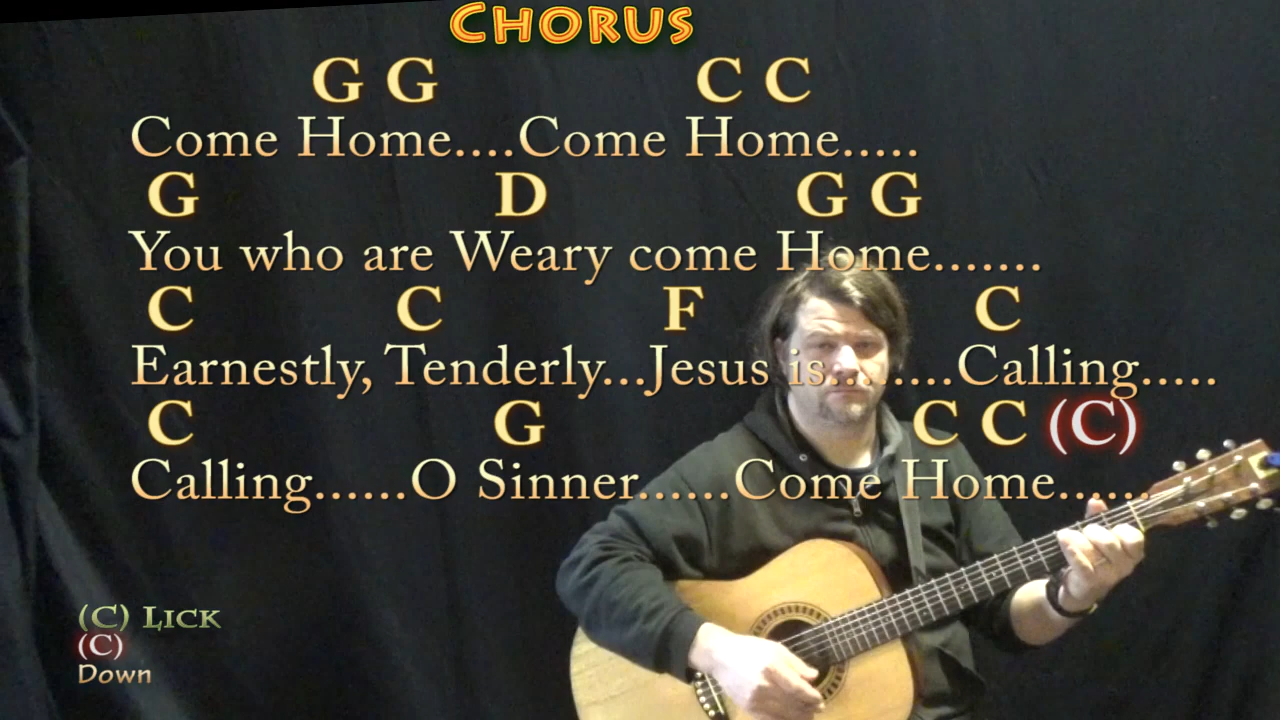 CHORUS
G G C C
Come Home....Come Home.....
G D G G
You who are Weary come Home.......
C C F C
Earnestly, Tenderly...Jesus is........Calling.....
C G C C (C)
Calling......O Sinner......Come Home......
(C) LICK
(C)
Down